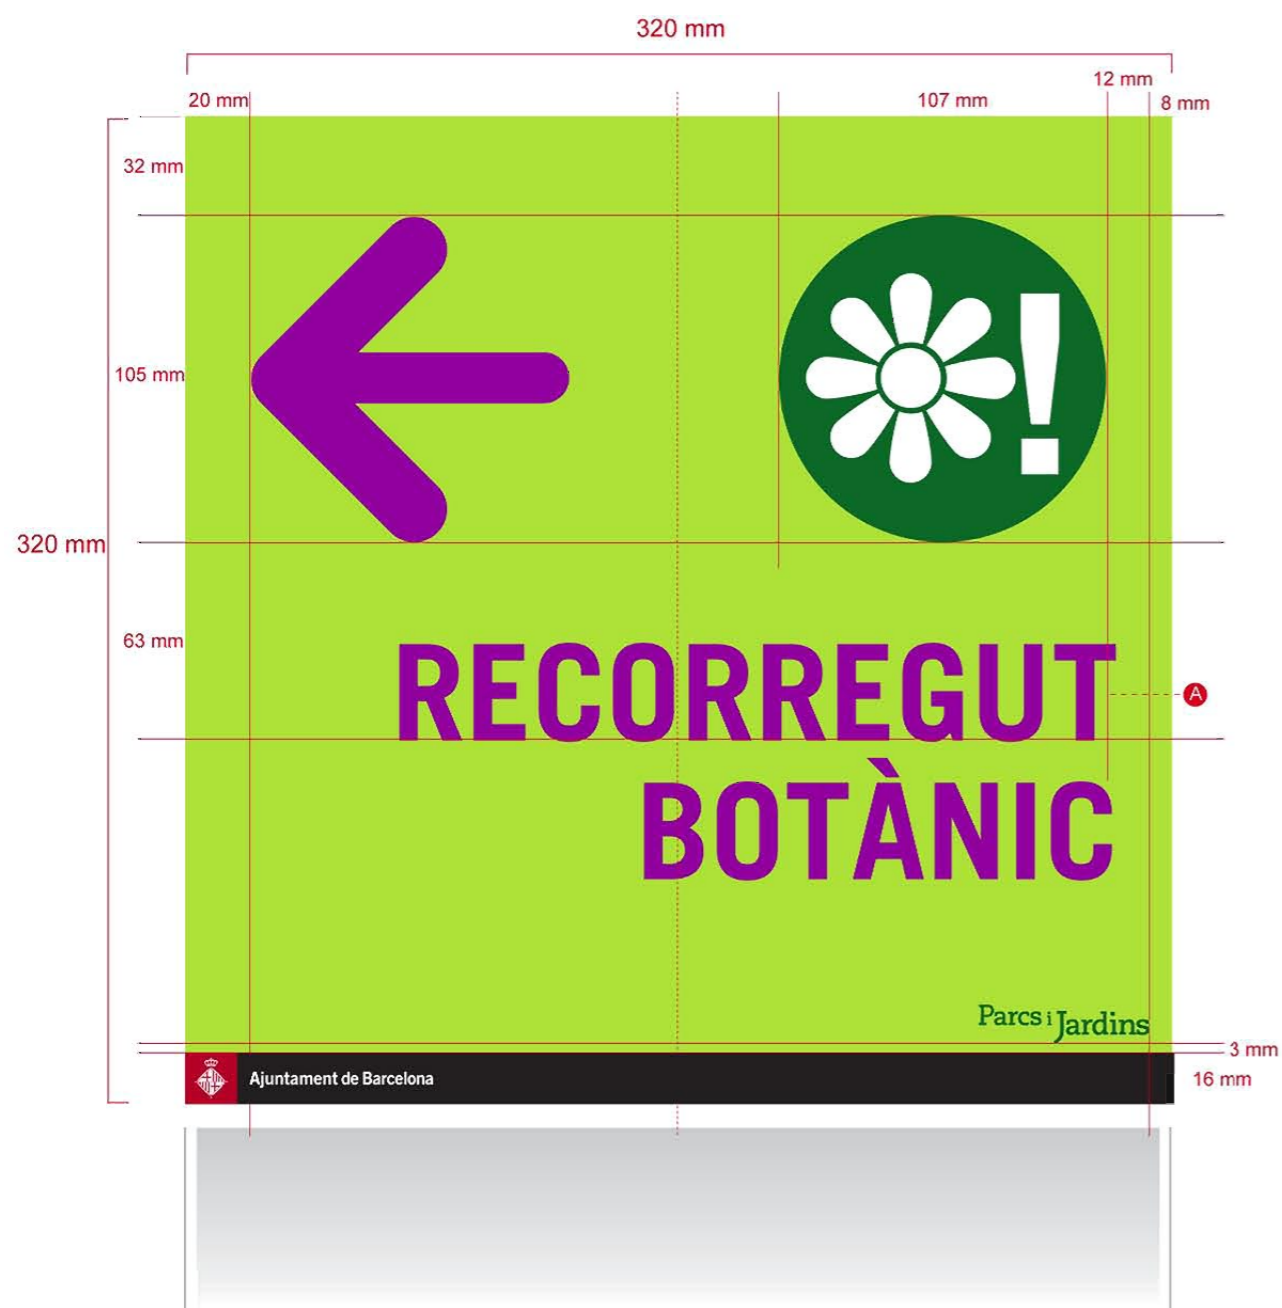 320 mm
12 mm
20 mm
107 mm
8 mm
32 mm
105 mm
320 mm
63 mm
RECORREGUT
A
BOTÀNIC
Parcs i Jardins
3 mm
Ajuntament de Barcelona
16 mm